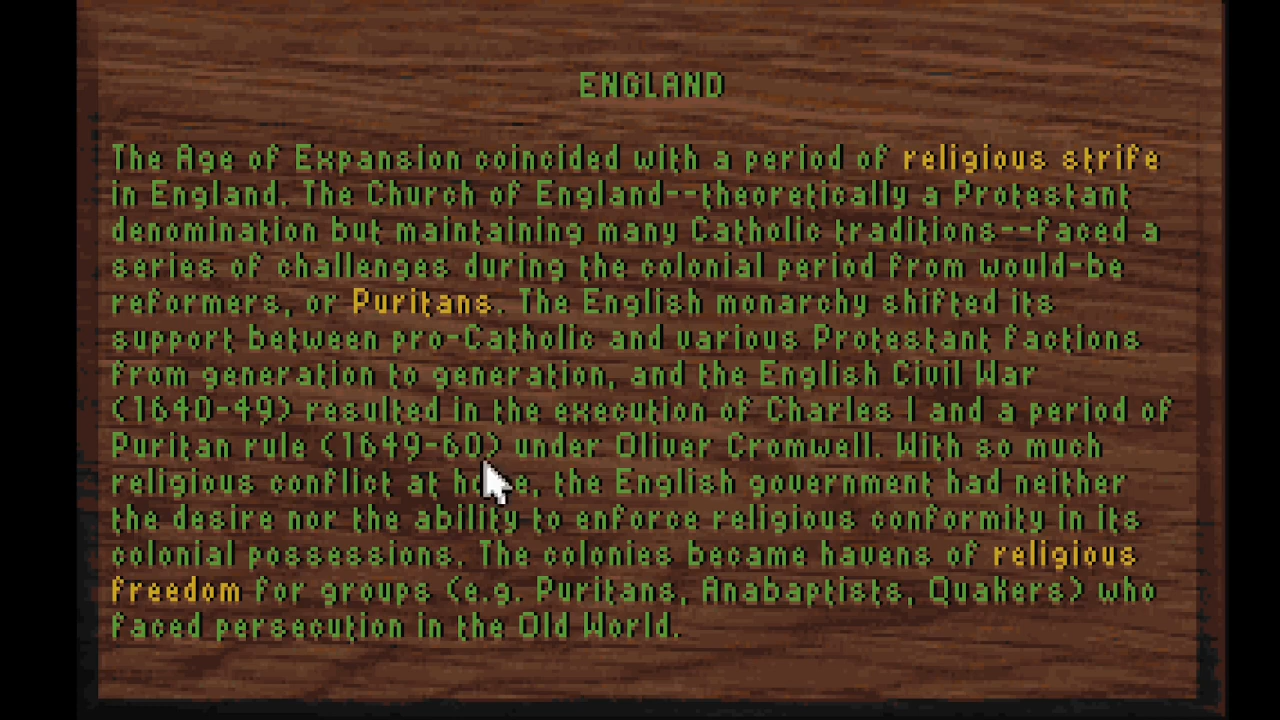 ENGLAND
The Age of Expansion coincided with a period of religious strife
in England. The Church of England--theoretically a Protestant
denomination but maintaining many Catholic traditions--faced a
series of challenges during the colonial period from would-be
reformers, or Puritans. The English monarchy shifted its
support between pro-Catholic and various Protestant factions
from generation to generation, and the English Civil War
(1640-49) resulted in the execution of Charles I and a period of
Puritan rule (1649-60) under Oliver Cromwell. With so much
religious conflict at home, the English government had neither
the desire nor the ability to enforce religious conformity in its
colonial possessions. The colonies became havens of religious
freedom for groups (e.g. Puritans, Anabaptists, Quakers) who
faced persecution in the Old World.